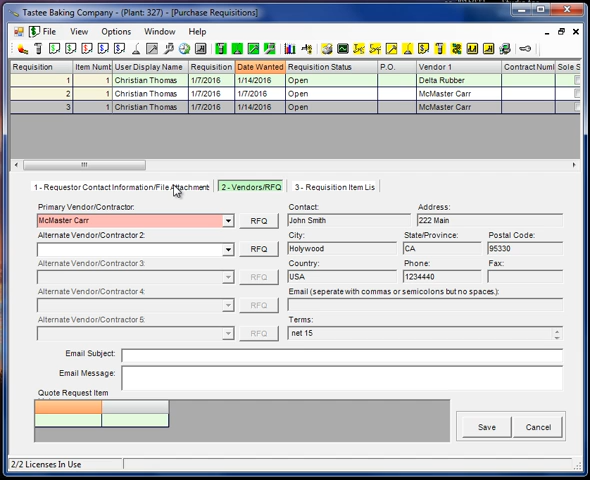 Tastee Baking Company - (Plant: 327) - [Purchase Requisitions]
File View Options Window Help
Requisition Item Numb User Display Name Requisition Date Wanted Requisition Status P.O. Vendor 1 Contract Numl Sole S
1 1 Christian Thomas 1/7/2016 1/14/2016 Open Delta Rubber
2 1 Christian Thomas 1/7/2016 1/7/2016 Open McMaster Carr
3 1 Christian Thomas 1/7/2016 1/14/2016 Open McMaster Carr
1 - Requestor Contact Information/File Attachment 2 - Vendors/RFQ 3 - Requisition Item Lis
Primary Vendor/Contractor: Contact: Address:
McMaster Carr RFQ John Smith 222 Main
Alternate Vendor/Contractor 2: City: State/Province: Postal Code:
RFQ Holywood CA 95330
Alternate Vendor/Contractor 3: Country: Phone: Fax:
RFQ USA 1234440
Alternate Vendor/Contractor 4: Email (seperate with commas or semicolons but no spaces.):
RFQ
Alternate Vendor/Contractor 5: Terms:
RFQ net 15
Email Subject:
Email Message:
Quote Request Item
Save Cancel
2/2 Licenses In Use